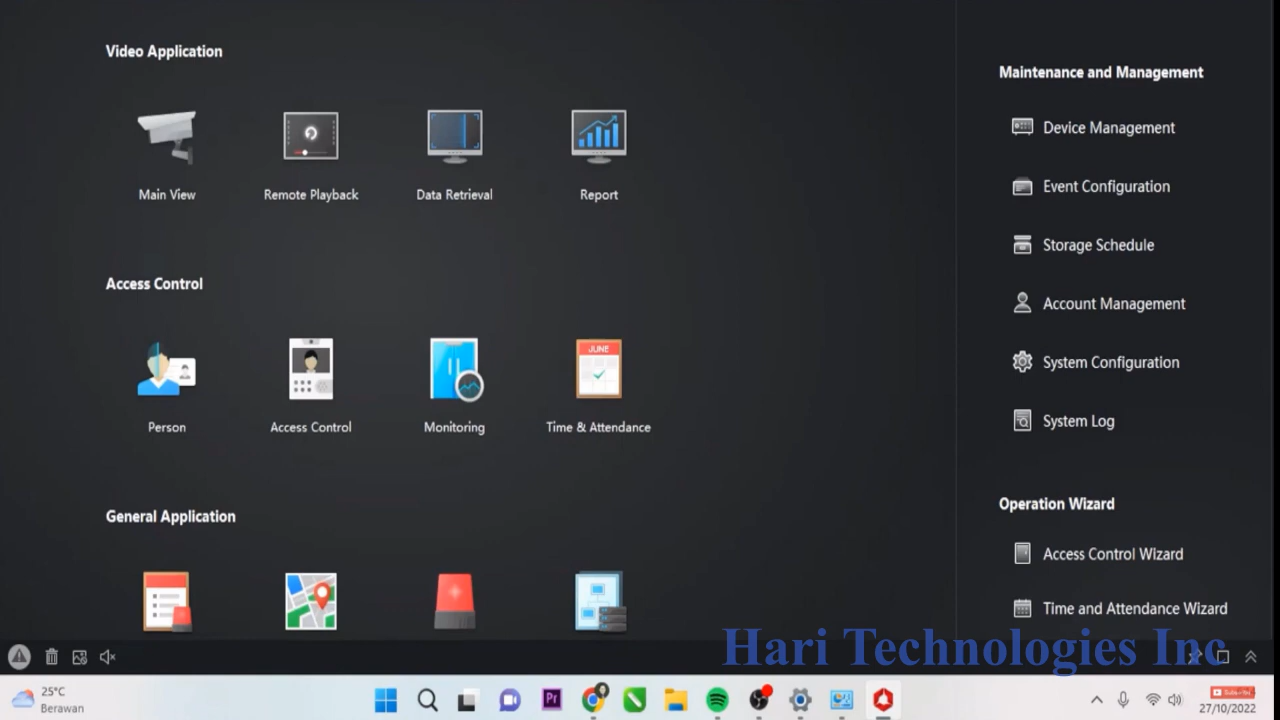 Video Application
Main View
Remote Playback
Data Retrieval
Report
Access Control
Person
Access Control
Monitoring
JUNE
Time & Attendance
General Application
Maintenance and Management
Device Management
Event Configuration
Storage Schedule
Account Management
System Configuration
System Log
Operation Wizard
Access Control Wizard
Time and Attendance Wizard
Hari Technologies Inc
25°C
Berawan
Pr
27/10/2022